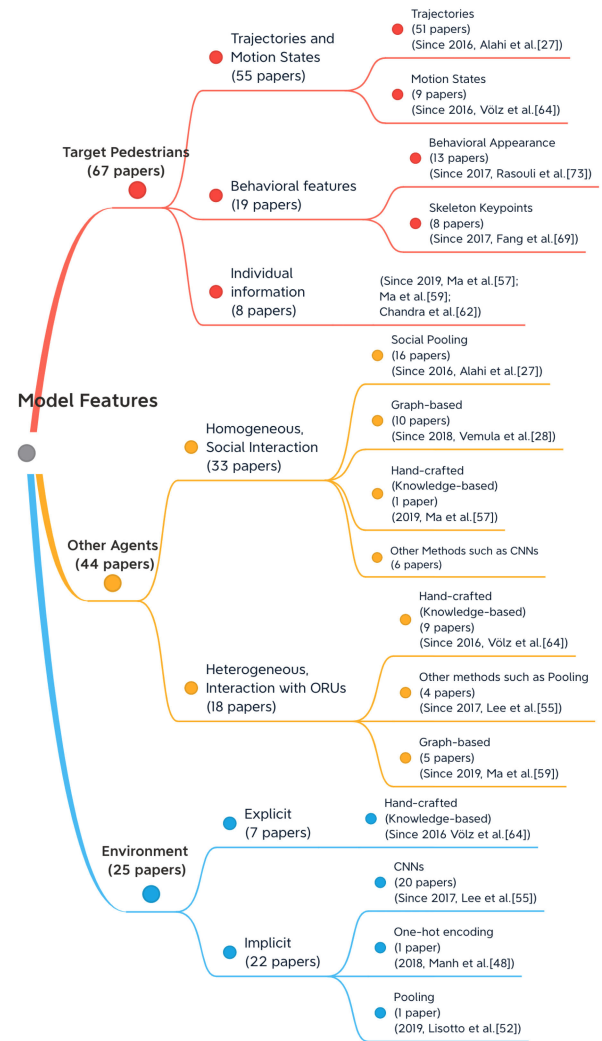 Model Features
Target Pedestrians
(67 papers)
Trajectories and
Motion States
(55 papers)
Trajectories
(51 papers)
(Since 2016, Alahi et al.[27])
Motion States
(9 papers)
(Since 2016, Völz et al.[64])
Behavioral features
(19 papers)
Behavioral Appearance
(13 papers)
(Since 2017, Rasouli et al.[73])
Skeleton Keypoints
(8 papers)
(Since 2017, Fang et al.[69])
Individual
information
(8 papers)
(Since 2019, Ma et al.[57];
Ma et al.[59];
Chandra et al.[62])
Other Agents
(44 papers)
Homogeneous,
Social Interaction
(33 papers)
Social Pooling
(16 papers)
(Since 2016, Alahi et al.[27])
Graph-based
(10 papers)
(Since 2018, Vemula et al.[28])
Hand-crafted
(Knowledge-based)
(1 paper)
(2019, Ma et al.[57])
Other Methods such as CNNs
(6 papers)
Heterogeneous,
Interaction with ORUs
(18 papers)
Hand-crafted
(Knowledge-based)
(9 papers)
(Since 2016, Völz et al.[64])
Other methods such as Pooling
(4 papers)
(Since 2017, Lee et al.[55])
Graph-based
(5 papers)
(Since 2019, Ma et al.[59])
Environment
(25 papers)
Explicit
(7 papers)
Hand-crafted
(Knowledge-based)
(Since 2016 Völz et al.[64])
Implicit
(22 papers)
CNNs
(20 papers)
(Since 2017, Lee et al.[55])
One-hot encoding
(1 paper)
(2018, Manh et al.[48])
Pooling
(1 paper)
(2019, Lisotto et al.[52])